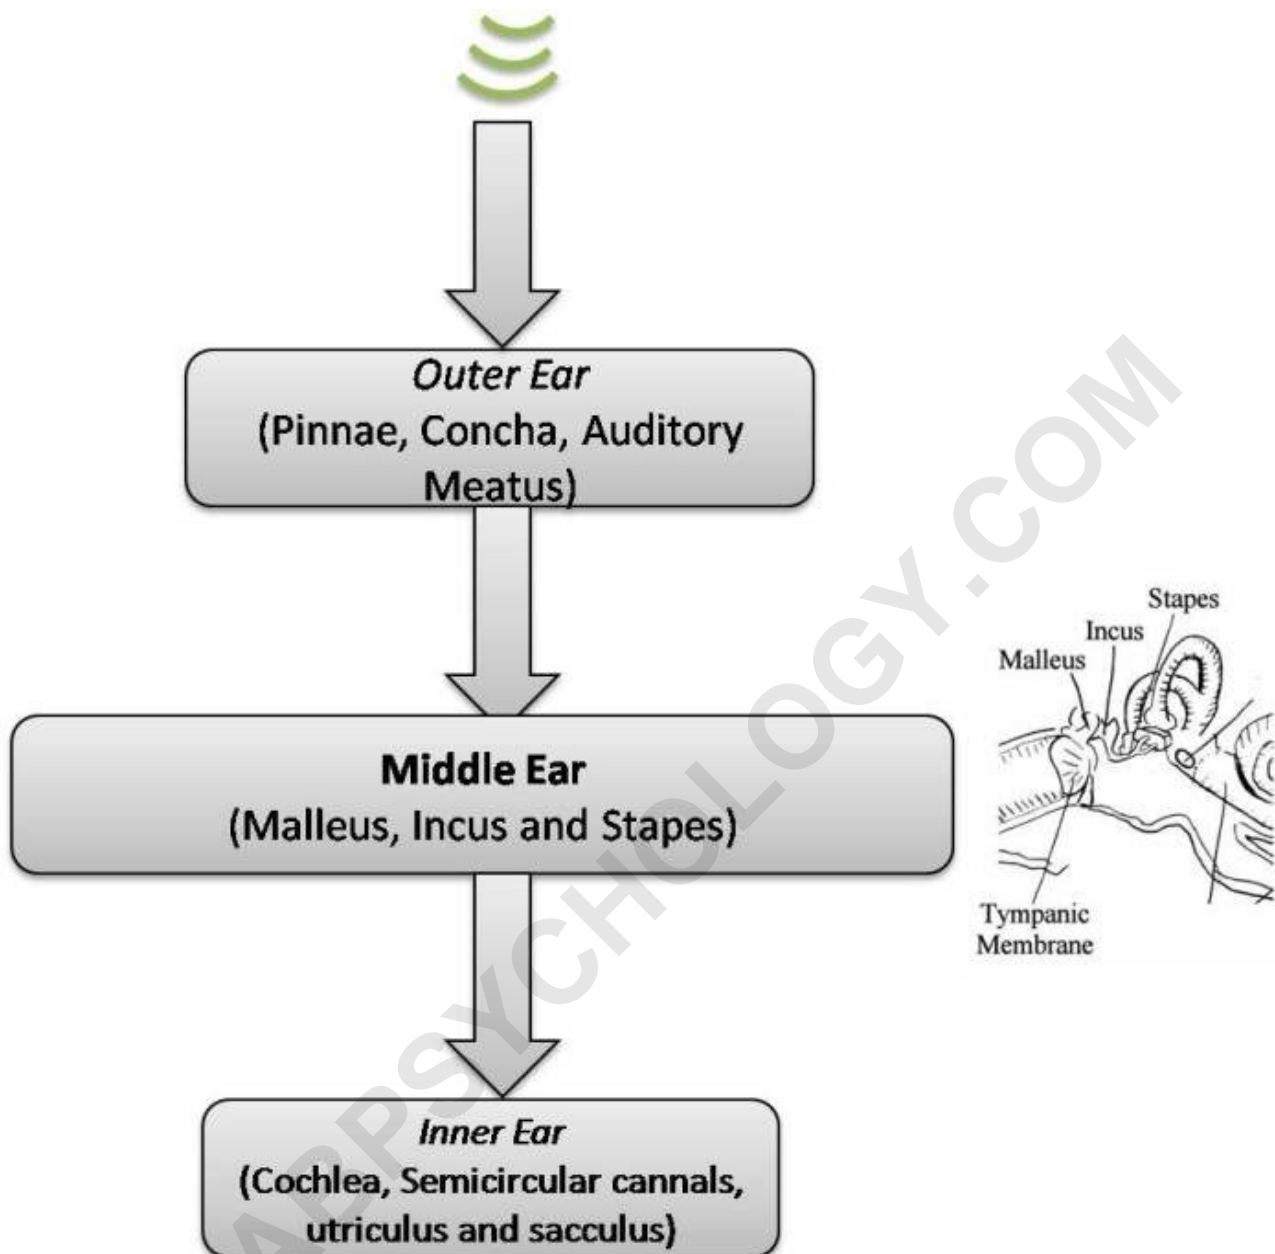 Outer Ear
(Pinnae, Concha, Auditory
Meatus)
Middle Ear
(Malleus, Incus and Stapes)
Stapes
Incus
Malleus
Tympanic
Membrane
Inner Ear
(Cochlea, Semicircular cannals,
utriculus and sacculus)
ABPSYCHOLOGY.COM